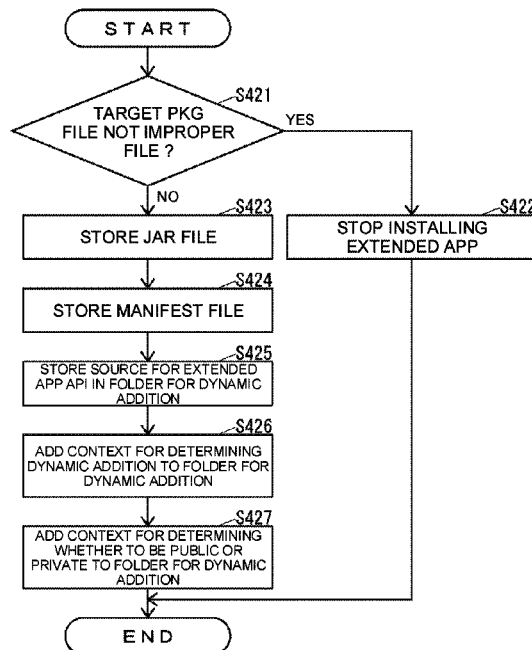 START
S421
TARGET PKG
FILE NOT IMPROPER
FILE ?
YES
NO
S423
STORE JAR FILE
S422
STOP INSTALLING
EXTENDED APP
S424
STORE MANIFEST FILE
S425
STORE SOURCE FOR EXTENDED
APP API IN FOLDER FOR DYNAMIC
ADDITION
S426
ADD CONTEXT FOR DETERMINING
DYNAMIC ADDITION TO FOLDER FOR
DYNAMIC ADDITION
S427
ADD CONTEXT FOR DETERMINING
WHETHER TO BE PUBLIC OR
PRIVATE TO FOLDER FOR DYNAMIC
ADDITION
END